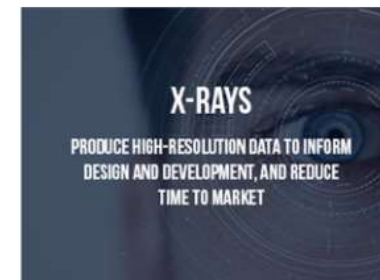 X-RAYS
PRODUCE HIGH-RESOLUTION DATA TO INFORM
DESIGN AND DEVELOPMENT, AND REDUCE
TIME TO MARKET